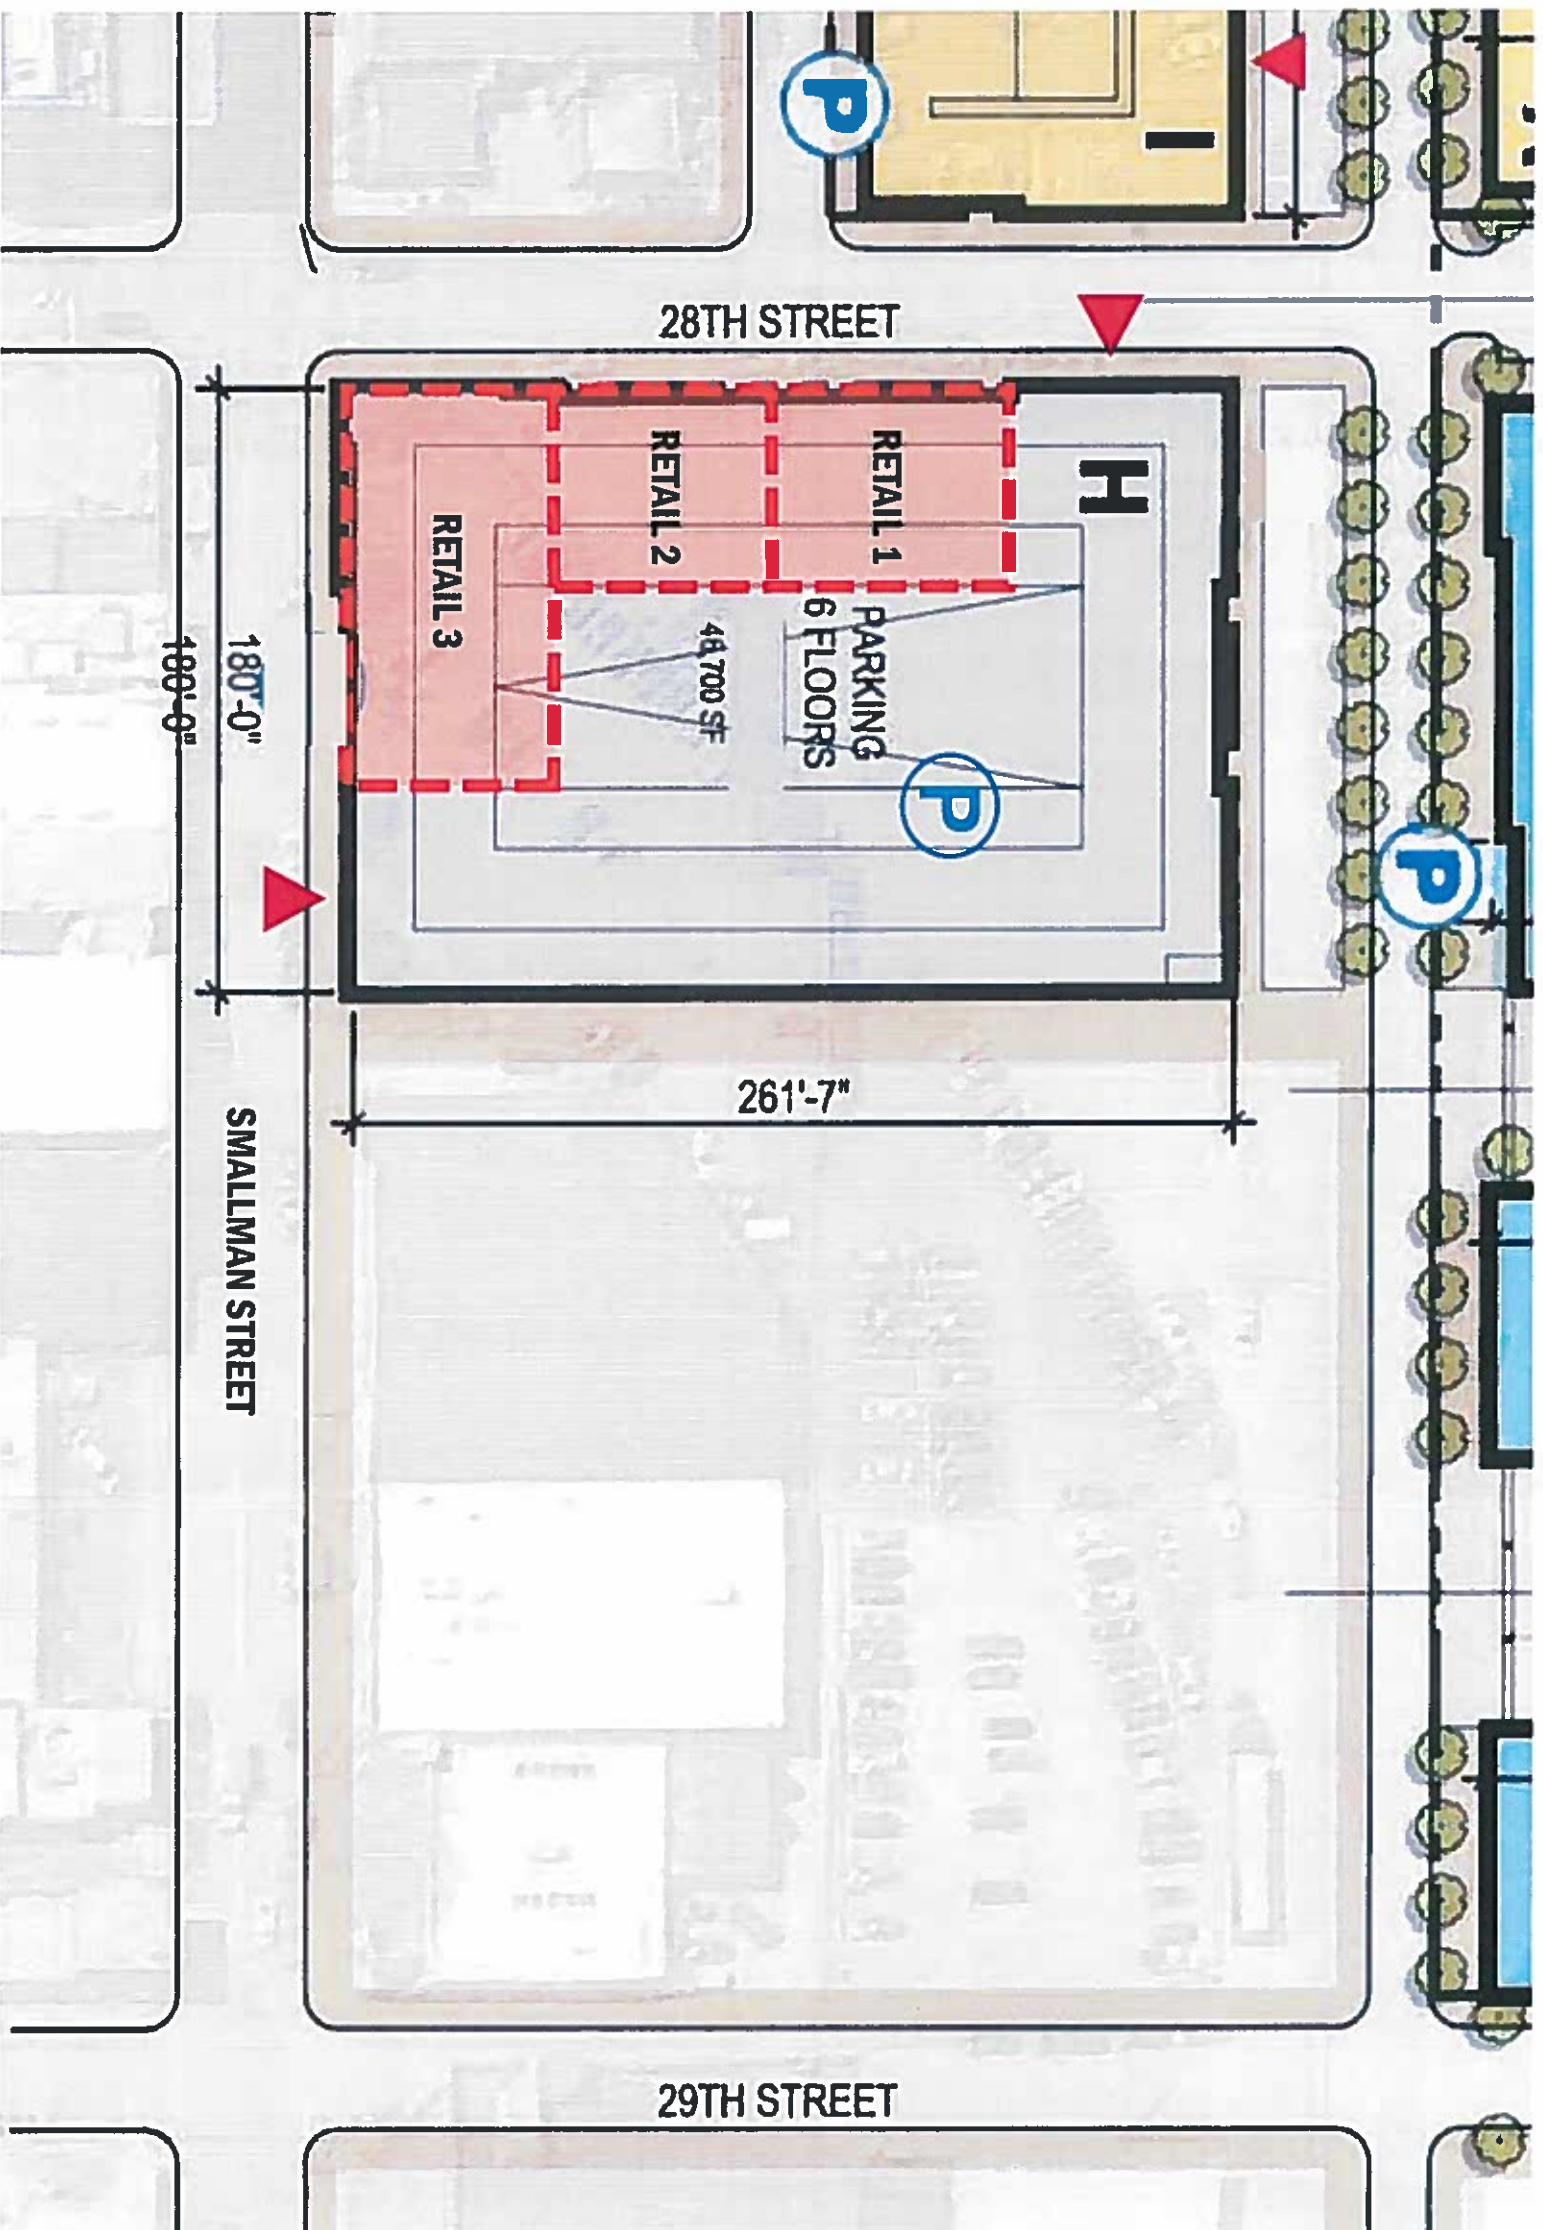 P
I
28TH STREET
H
RETAIL 1
RETAIL 2
RETAIL 3
PARKING
6 FLOORS
46,700 SF
P
P
180'-0"
180'-0"
261'-7"
SMALLMAN STREET
29TH STREET